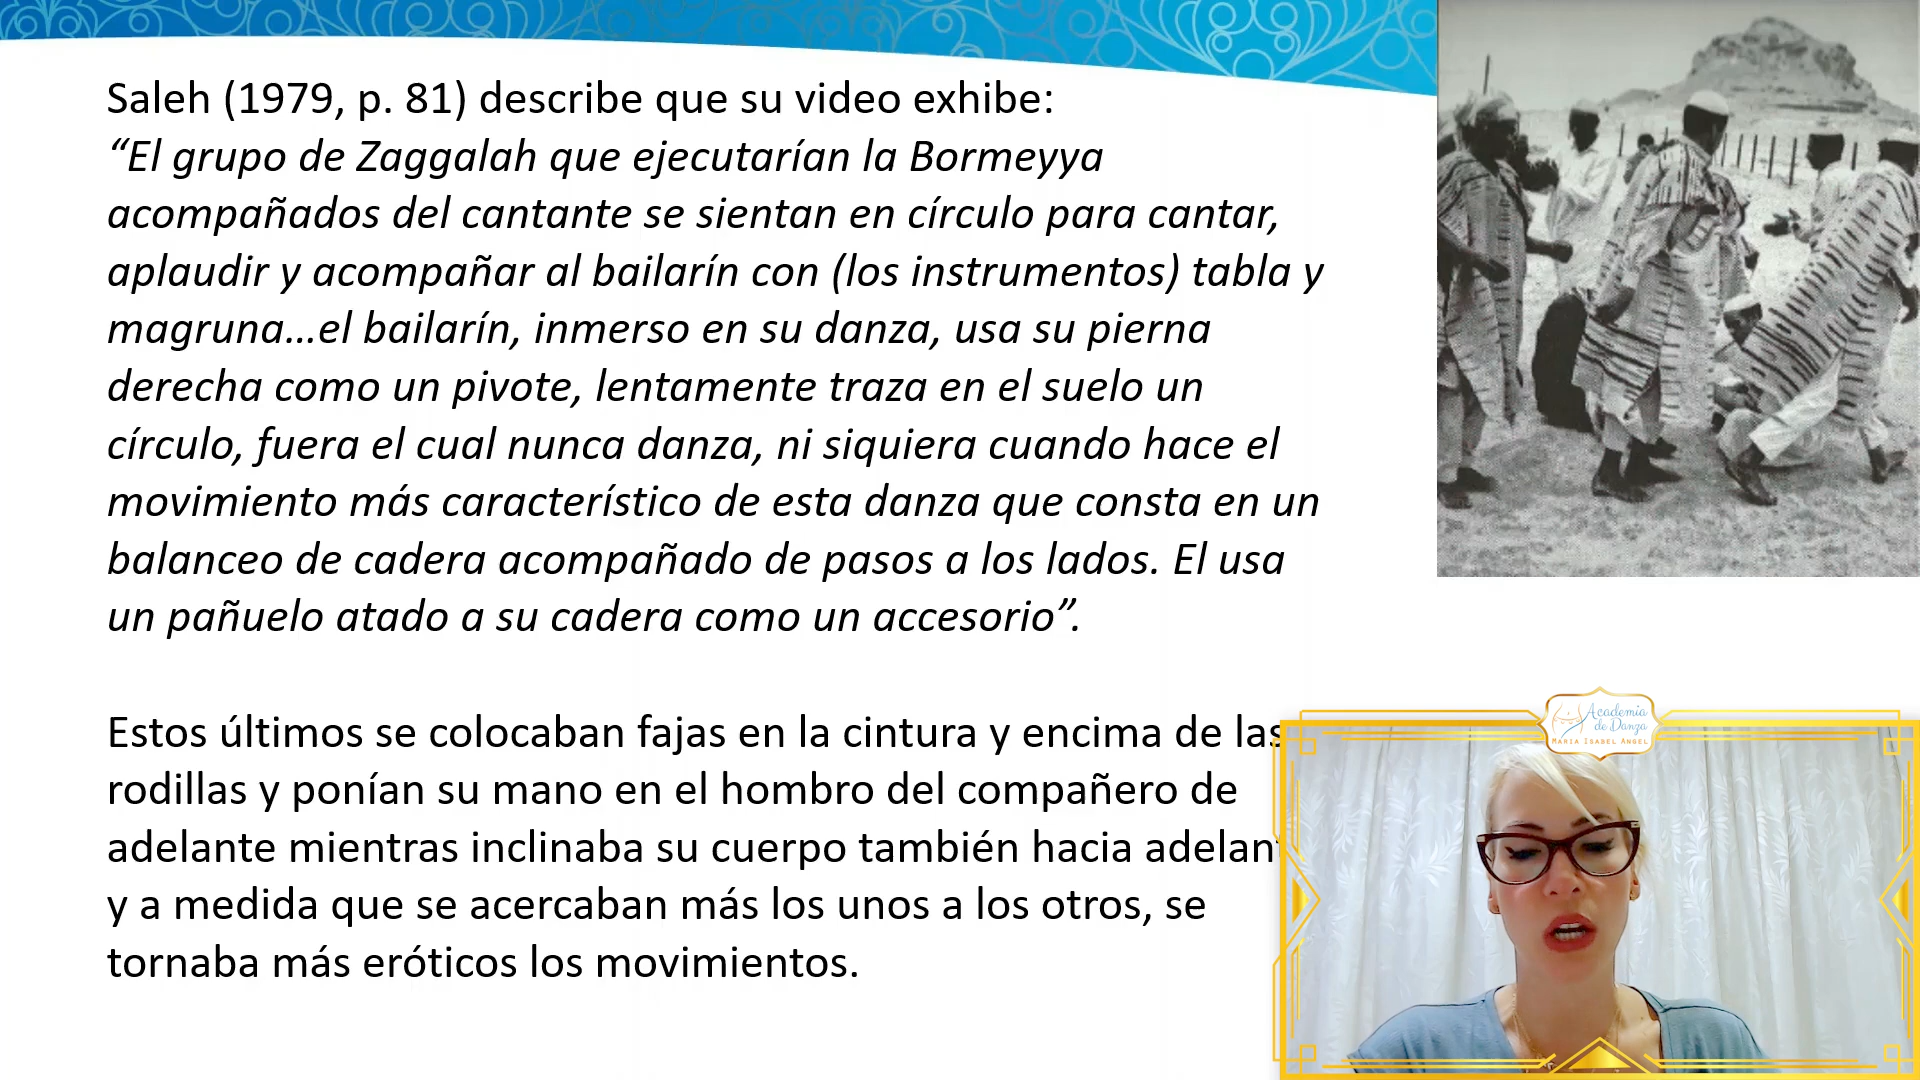 Saleh (1979, p. 81) describe que su video exhibe:
“El grupo de Zaggalah que ejecutarían la Bormeyya
acompañados del cantante se sientan en círculo para cantar,
aplaudir y acompañar al bailarín con (los instrumentos) tabla y
magruna...el bailarín, inmerso en su danza, usa su pierna
derecha como un pivote, lentamente traza en el suelo un
círculo, fuera el cual nunca danza, ni siquiera cuando hace el
movimiento más característico de esta danza que consta en un
balanceo de cadera acompañado de pasos a los lados. El usa
un pañuelo atado a su cadera como un accesorio”.
Estos últimos se colocaban fajas en la cintura y encima de las
rodillas y ponían su mano en el hombro del compañero de
adelante mientras inclinaba su cuerpo también hacia adelant
y a medida que se acercaban más los unos a los otros, se
tornaba más eróticos los movimientos.
Academia
de Danza
MARIA ISABEL ANGEL